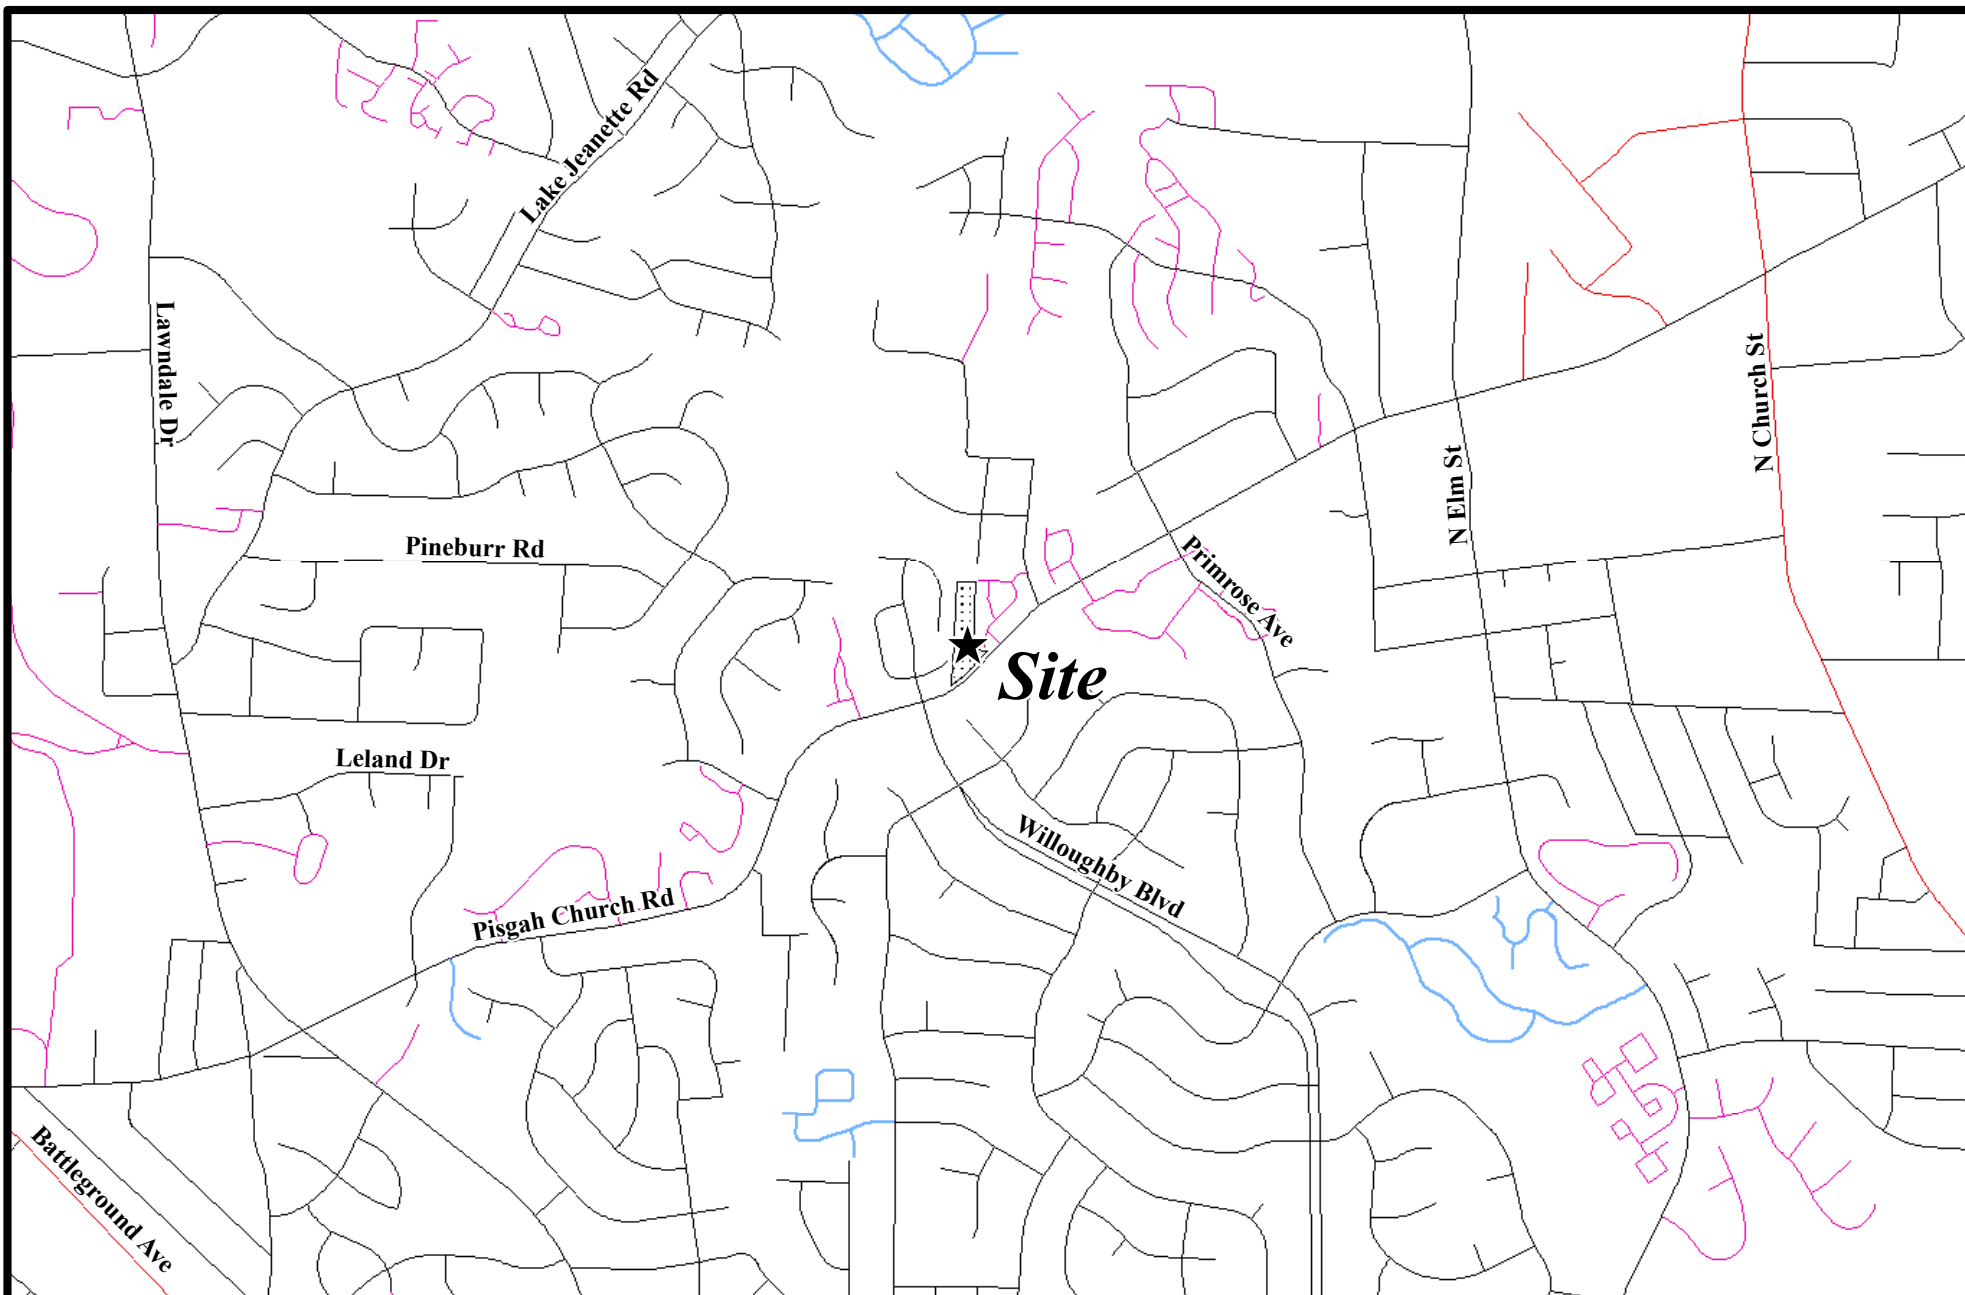 Lake Jeanette Rd
Lawndale Dr
N Church St
N Elm St
Pineburr Rd
Primrose Ave
Site
Leland Dr
Willoughby Blvd
Pisgah Church Rd
Battleground Ave